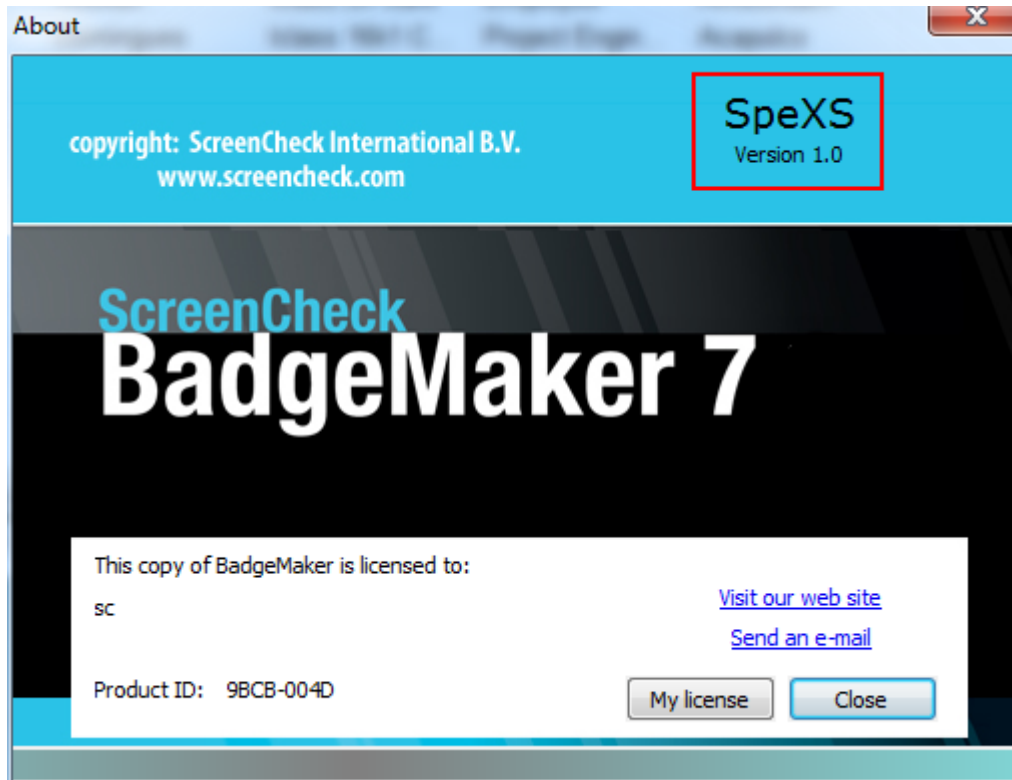 About
copyright: ScreenCheck International B.V.
www.screencheck.com
SpeXS
Version 1.0
ScreenCheck
BadgeMaker 7
This copy of BadgeMaker is licensed to:
sc
Visit our web site
Send an e-mail
Product ID: 9BCB-004D
My license
Close